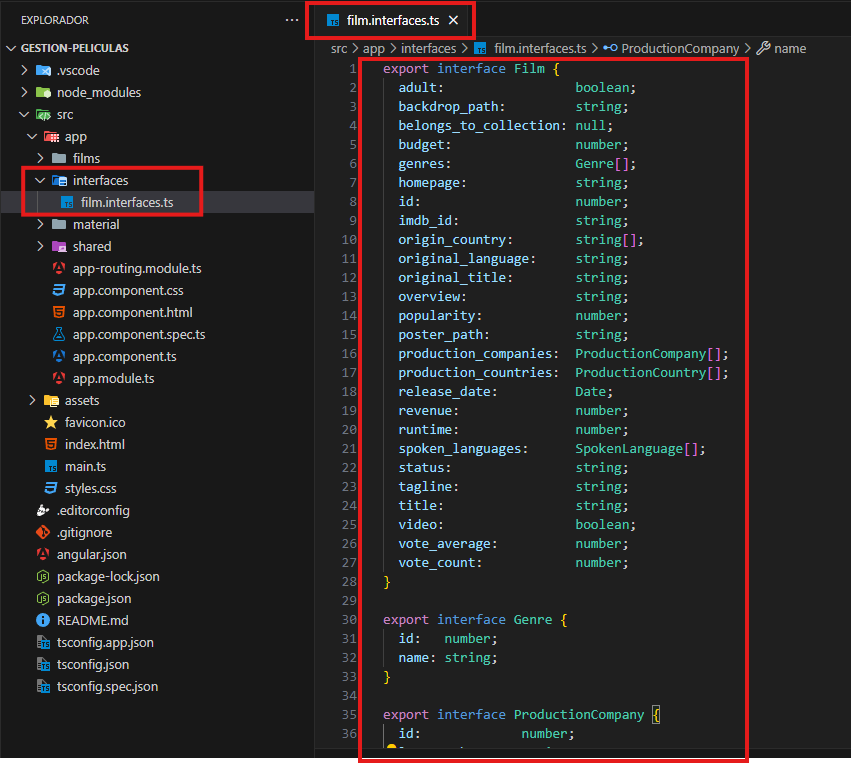 EXPLORADOR
GESTION-PELICULAS
.vscode
node_modules
src
app
films
interfaces
film.interfaces.ts
material
shared
app-routing.module.ts
app.component.css
app.component.html
app.component.spec.ts
app.component.ts
app.module.ts
assets
favicon.ico
index.html
main.ts
styles.css
.editorconfig
.gitignore
angular.json
package-lock.json
package.json
README.md
tsconfig.app.json
tsconfig.json
tsconfig.spec.json
film.interfaces.ts
src > app > interfaces > film.interfaces.ts > ProductionCompany > name
1 export interface Film {
2 adult: boolean;
3 backdrop_path: string;
4 belongs_to_collection: null;
5 budget: number;
6 genres: Genre[];
7 homepage: string;
8 id: number;
9 imdb_id: string;
10 origin_country: string[];
11 original_language: string;
12 original_title: string;
13 overview: string;
14 popularity: number;
15 poster_path: string;
16 production_companies: ProductionCompany[];
17 production_countries: ProductionCountry[];
18 release_date: Date;
19 revenue: number;
20 runtime: number;
21 spoken_languages: SpokenLanguage[];
22 status: string;
23 tagline: string;
24 title: string;
25 video: boolean;
26 vote_average: number;
27 vote_count: number;
28 }
29
30 export interface Genre {
31 id: number;
32 name: string;
33 }
34
35 export interface ProductionCompany {
36 id: number;